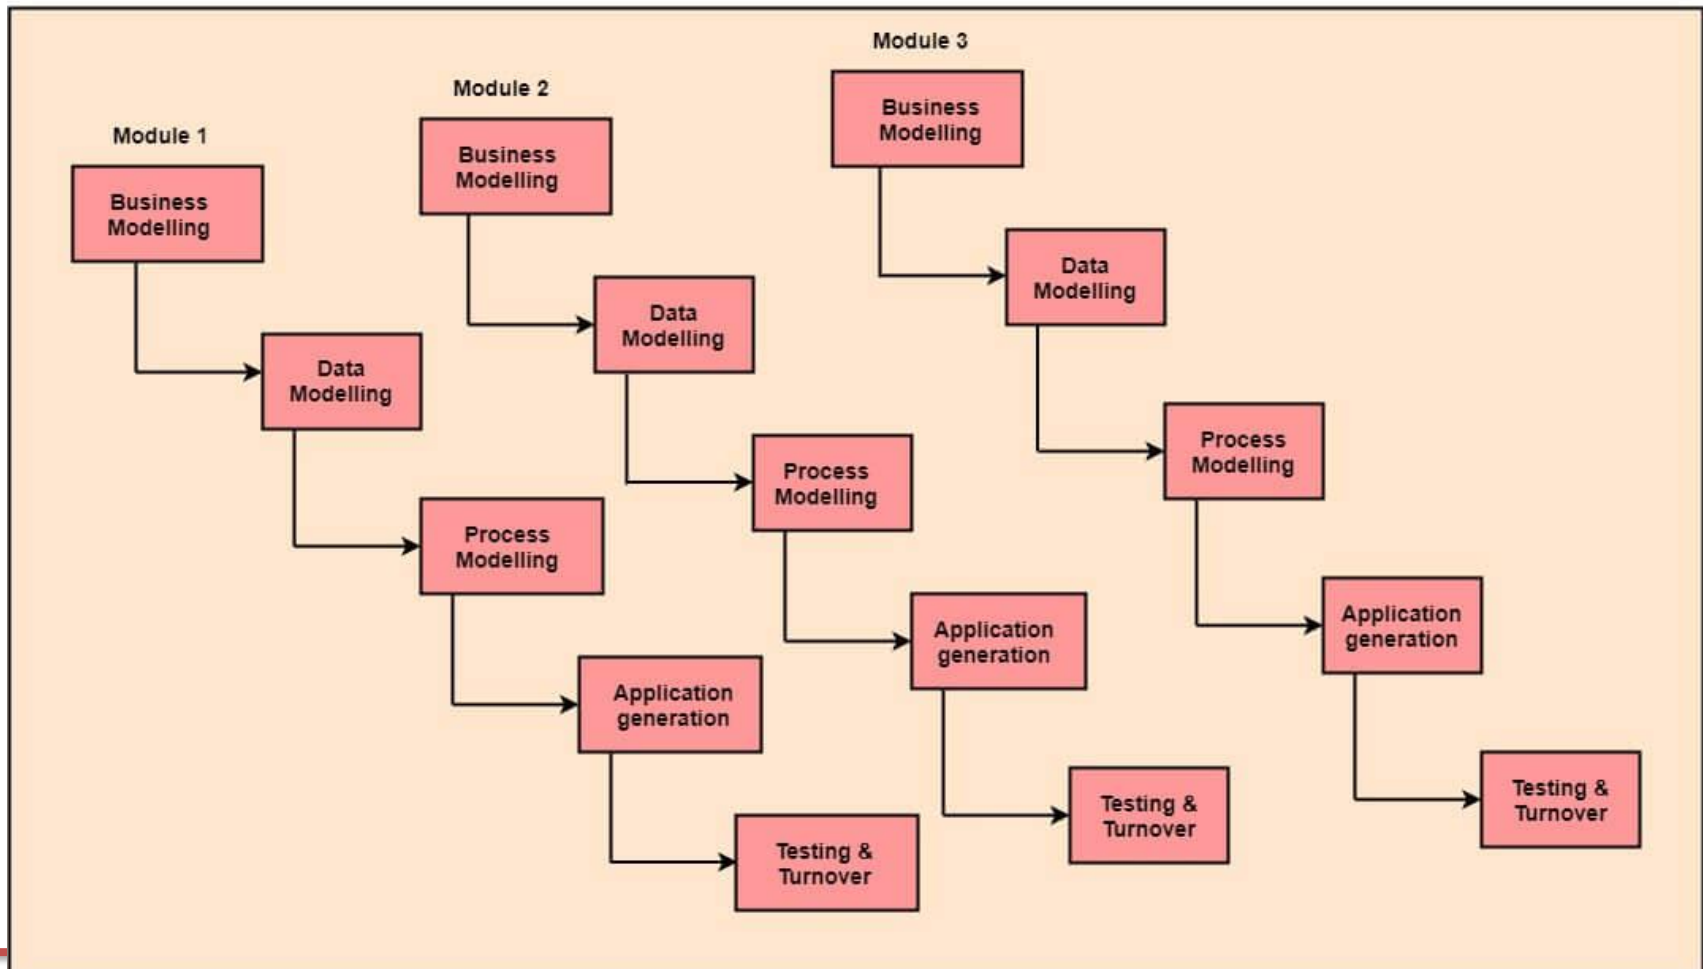 Module 1
Business
Modelling
Data
Modelling
Process
Modelling
Application
generation
Testing &
Turnover
Module 2
Business
Modelling
Data
Modelling
Process
Modelling
Application
generation
Testing &
Turnover
Module 3
Business
Modelling
Data
Modelling
Process
Modelling
Application
generation
Testing &
Turnover